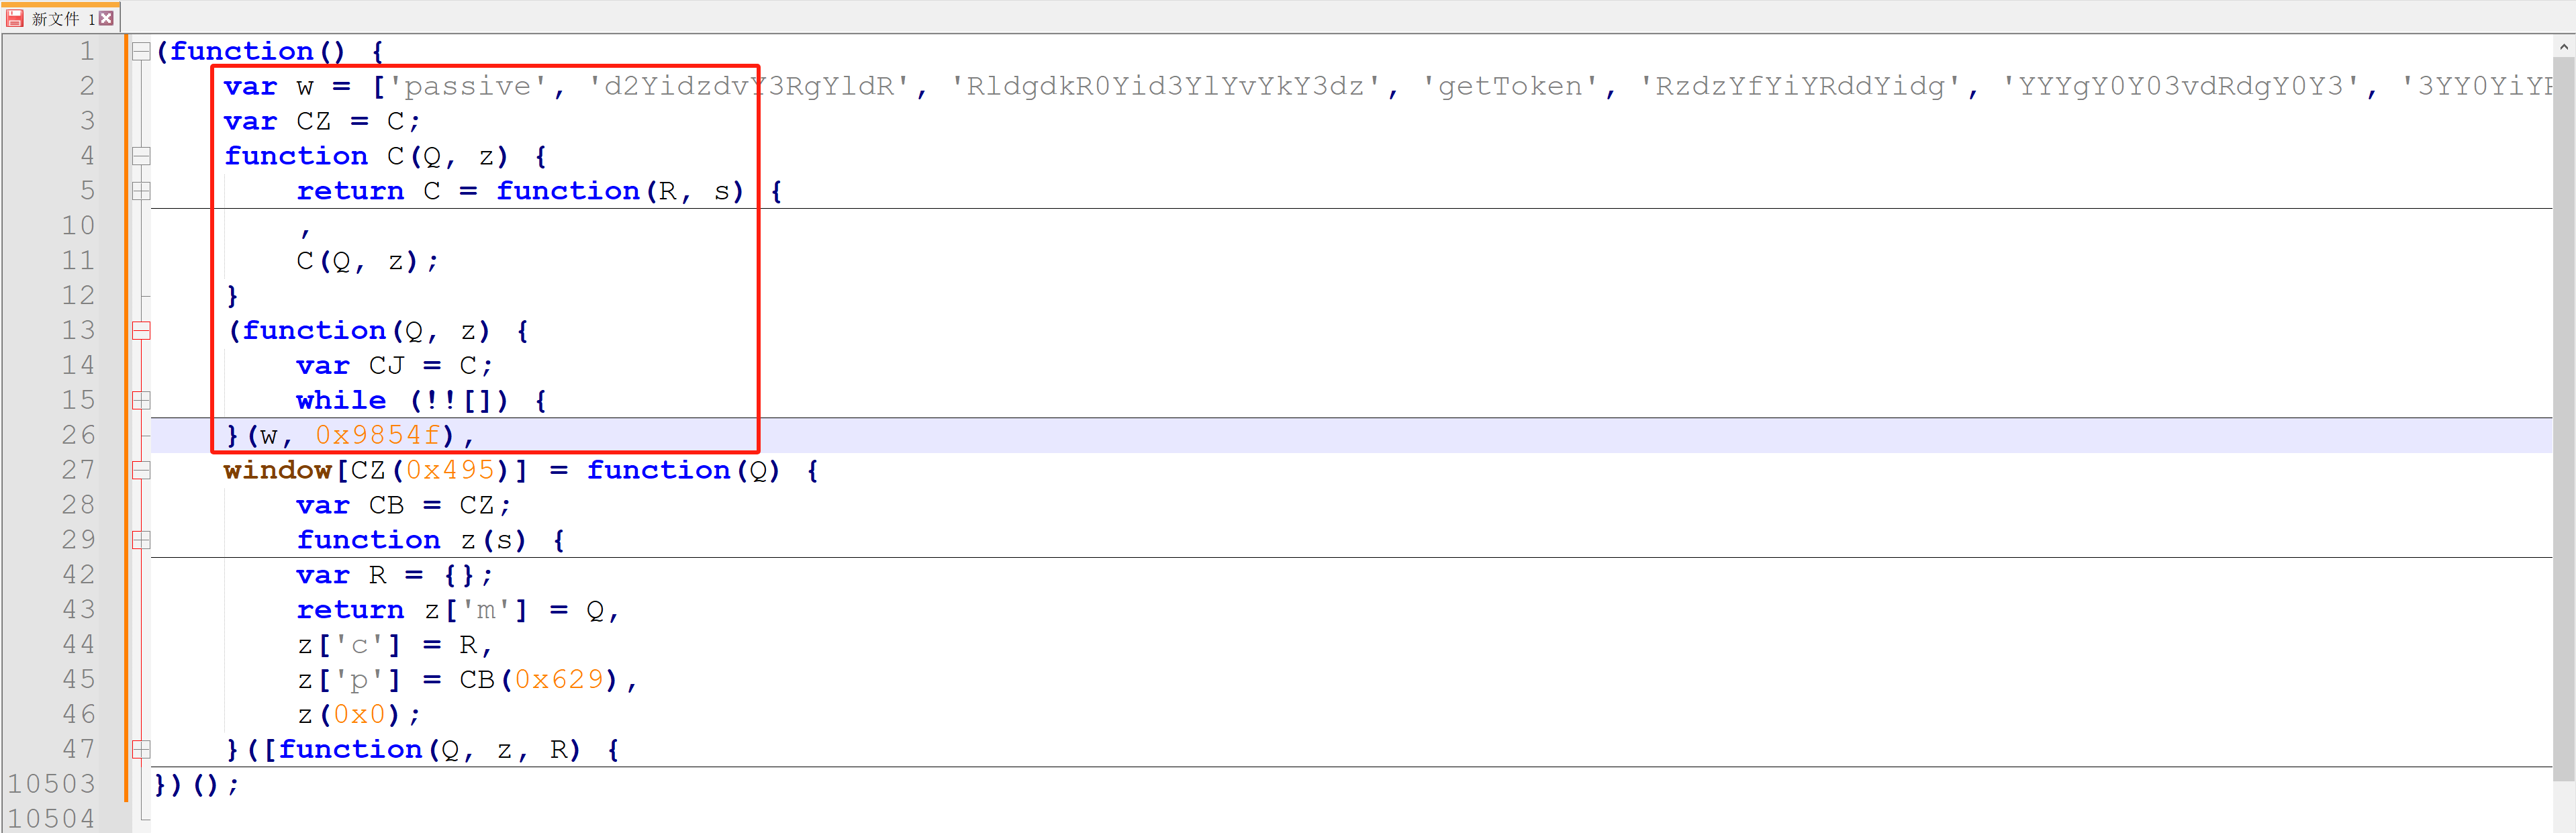 新文件 1
1 (function() {
2 var w = ['passive', 'd2YidzdvY3RgYldR', 'RldgdkR0Yid3YlYvYkY3dz', 'getToken', 'RzdzYfYiYRddYidg', 'YYYgY0Y03vdRdgY0Y3', '3YY0YiYR
3 var CZ = C;
4 function C(Q, z) {
5 return C = function(R, s) {
10 ,
11 C(Q, z);
12 }
13 (function(Q, z) {
14 var CJ = C;
15 while (!![]) {
26 }(w, 0x9854f),
27 window[CZ(0x495)] = function(Q) {
28 var CB = CZ;
29 function z(s) {
42 var R = {};
43 return z['m'] = Q,
44 z['c'] = R,
45 z['p'] = CB(0x629),
46 z(0x0);
47 }([function(Q, z, R) {
10503 })();
10504